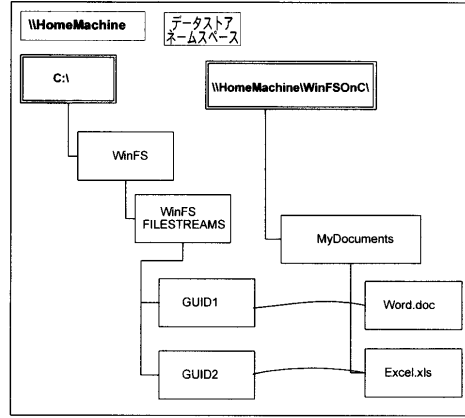 \\HomeMachine
データストア
ネームスペース
C:\
\\HomeMachine\WinFSOnC\
WinFS
WinFS
FILESTREAMS
MyDocuments
GUID1
Word.doc
GUID2
Excel.xls